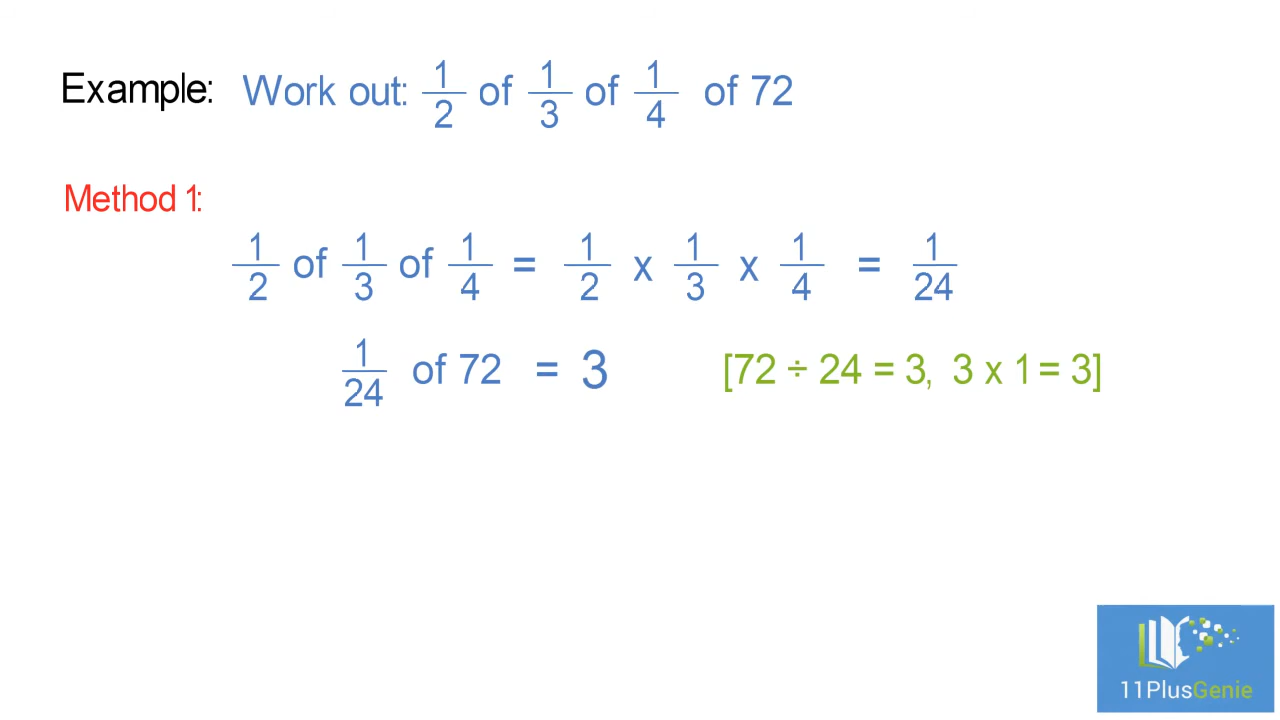 Example: Work out: 1/2 of 1/3 of 1/4 of 72
Method 1:
1/2 of 1/3 of 1/4 = 1/2 x 1/3 x 1/4 = 1/24
1/24 of 72 = 3 [72 ÷ 24 = 3, 3 x 1 = 3]
11PlusGenie